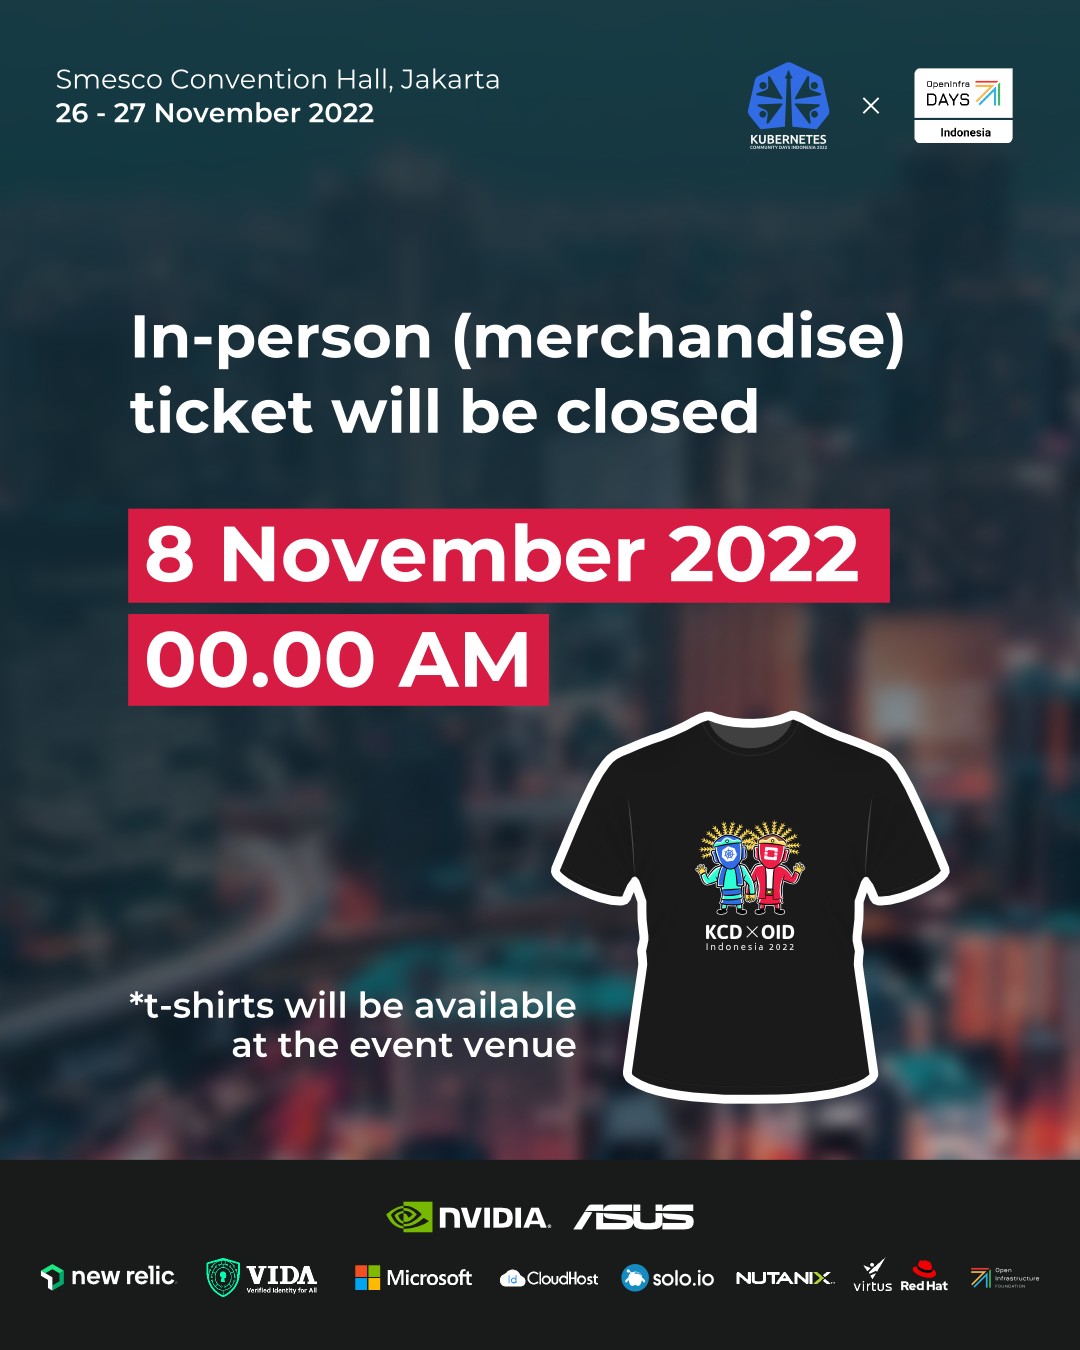 Smesco Convention Hall, Jakarta
26 - 27 November 2022
KUBERNETES
COMMUNITY DAYS INDONESIA 2022
OpenInfra
DAYS
Indonesia
In-person (merchandise)
ticket will be closed
8 November 2022
00.00 AM
KCD×OID
Indonesia 2022
*t-shirts will be available
at the event venue
NVIDIA.
ASUS
new relic
VIDA
Verified Identity for All
Microsoft
Id CloudHost
solo.io
NUTANIX
virtus
Red Hat
Open
Infrastructure
FOUNDATION